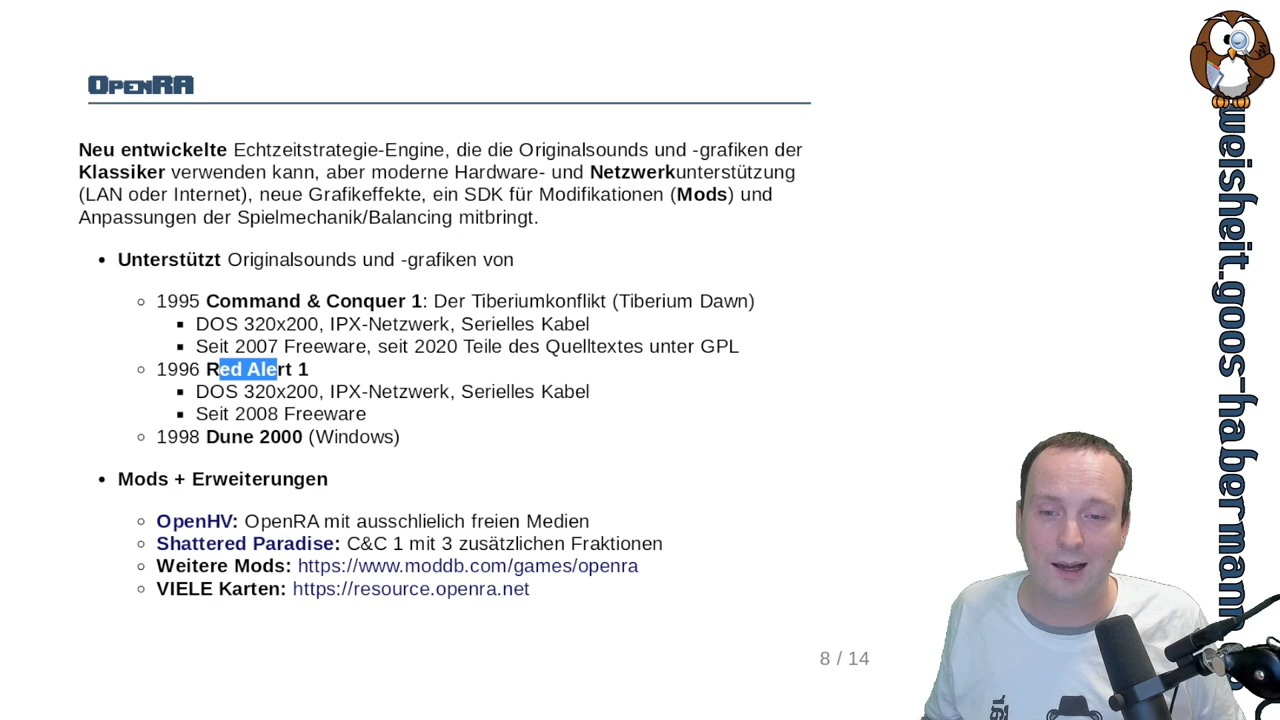 OpenRA
Neu entwickelte Echtzeitstrategie-Engine, die die Originalsounds und -grafiken der
Klassiker verwenden kann, aber moderne Hardware- und Netzwerkunterstützung
(LAN oder Internet), neue Grafikeffekte, ein SDK für Modifikationen (Mods) und
Anpassungen der Spielmechanik/Balancing mitbringt.
• Unterstützt Originalsounds und -grafiken von
◦ 1995 Command & Conquer 1: Der Tiberiumkonflikt (Tiberium Dawn)
▪ DOS 320x200, IPX-Netzwerk, Serielles Kabel
▪ Seit 2007 Freeware, seit 2020 Teile des Quelltextes unter GPL
◦ 1996 Red Alert 1
▪ DOS 320x200, IPX-Netzwerk, Serielles Kabel
▪ Seit 2008 Freeware
◦ 1998 Dune 2000 (Windows)
• Mods + Erweiterungen
◦ OpenHV: OpenRA mit ausschlielich freien Medien
◦ Shattered Paradise: C&C 1 mit 3 zusätzlichen Fraktionen
◦ Weitere Mods: https://www.moddb.com/games/openra
◦ VIELE Karten: https://resource.openra.net
8 / 14
weisheit.goos-habermann